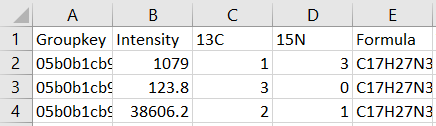 A B C D E
1 Groupkey Intensity 13C 15N Formula
2 05b0b1cb9 1079 1 3 C17H27N3
3 05b0b1cb9 123.8 3 0 C17H27N3
4 05b0b1cb9 38606.2 2 1 C17H27N3